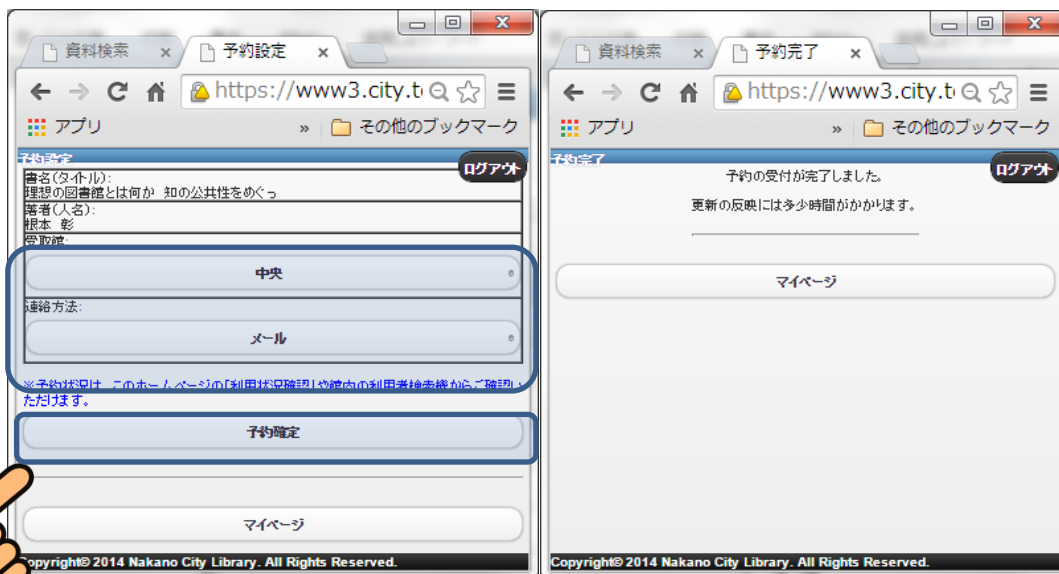 資料検索 × 予約設定 ×
https://www3.city.t
アプリ » その他のブックマーク
予約設定
ログアウト
書名(タイトル):
理想の図書館とは何か 知の公共性をめぐっ
著者(人名):
根本 彰
受取館:
中央
連絡方法:
メール
※予約状況は、このホームページの「利用状況確認」や館内の利用者検索機からご確認い
ただけます。
予約確定
マイページ
Copyright© 2014 Nakano City Library. All Rights Reserved.
資料検索 × 予約完了 ×
https://www3.city.t
アプリ » その他のブックマーク
予約完了
ログアウト
予約の受付が完了しました。
更新の反映には多少時間がかかります。
マイページ
Copyright© 2014 Nakano City Library. All Rights Reserved.